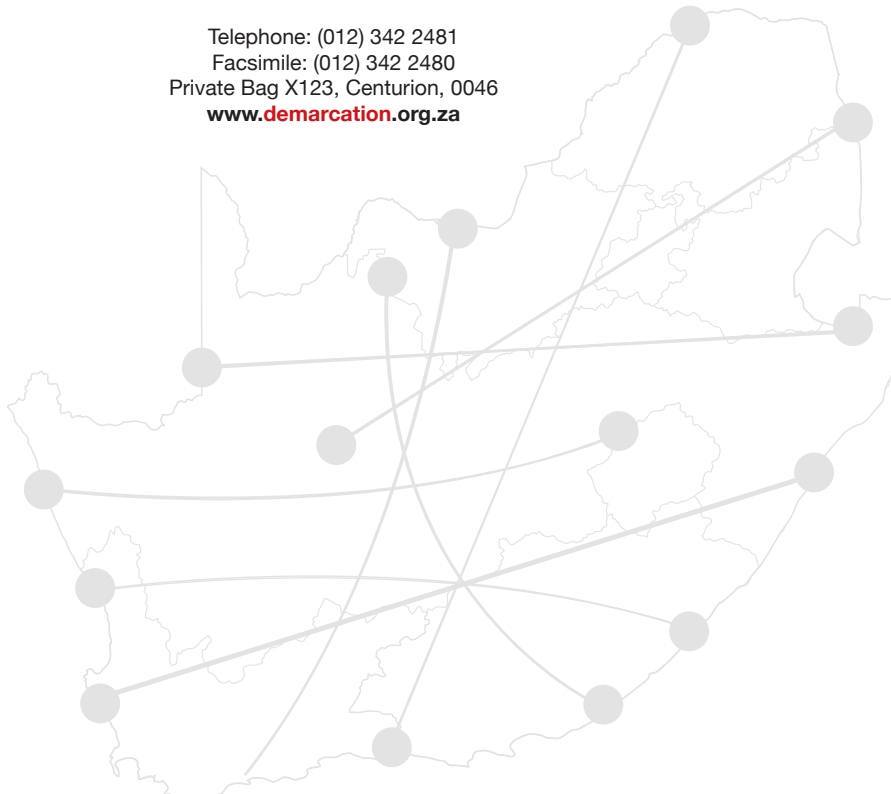 Telephone: (012) 342 2481
Facsimile: (012) 342 2480
Private Bag X123, Centurion, 0046
www.demarcation.org.za